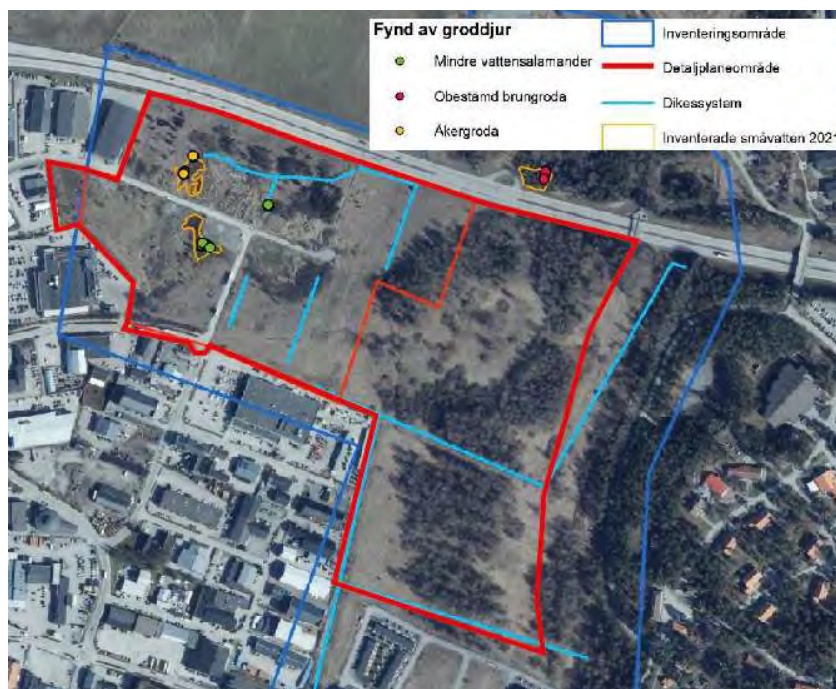 Fynd av groddjur
Mindre vattensalamander
Obestämd brungroda
Åkergroda
Inventeringsområde
Detaljplaneområde
Dikessystem
Inventerade småvatten 2021